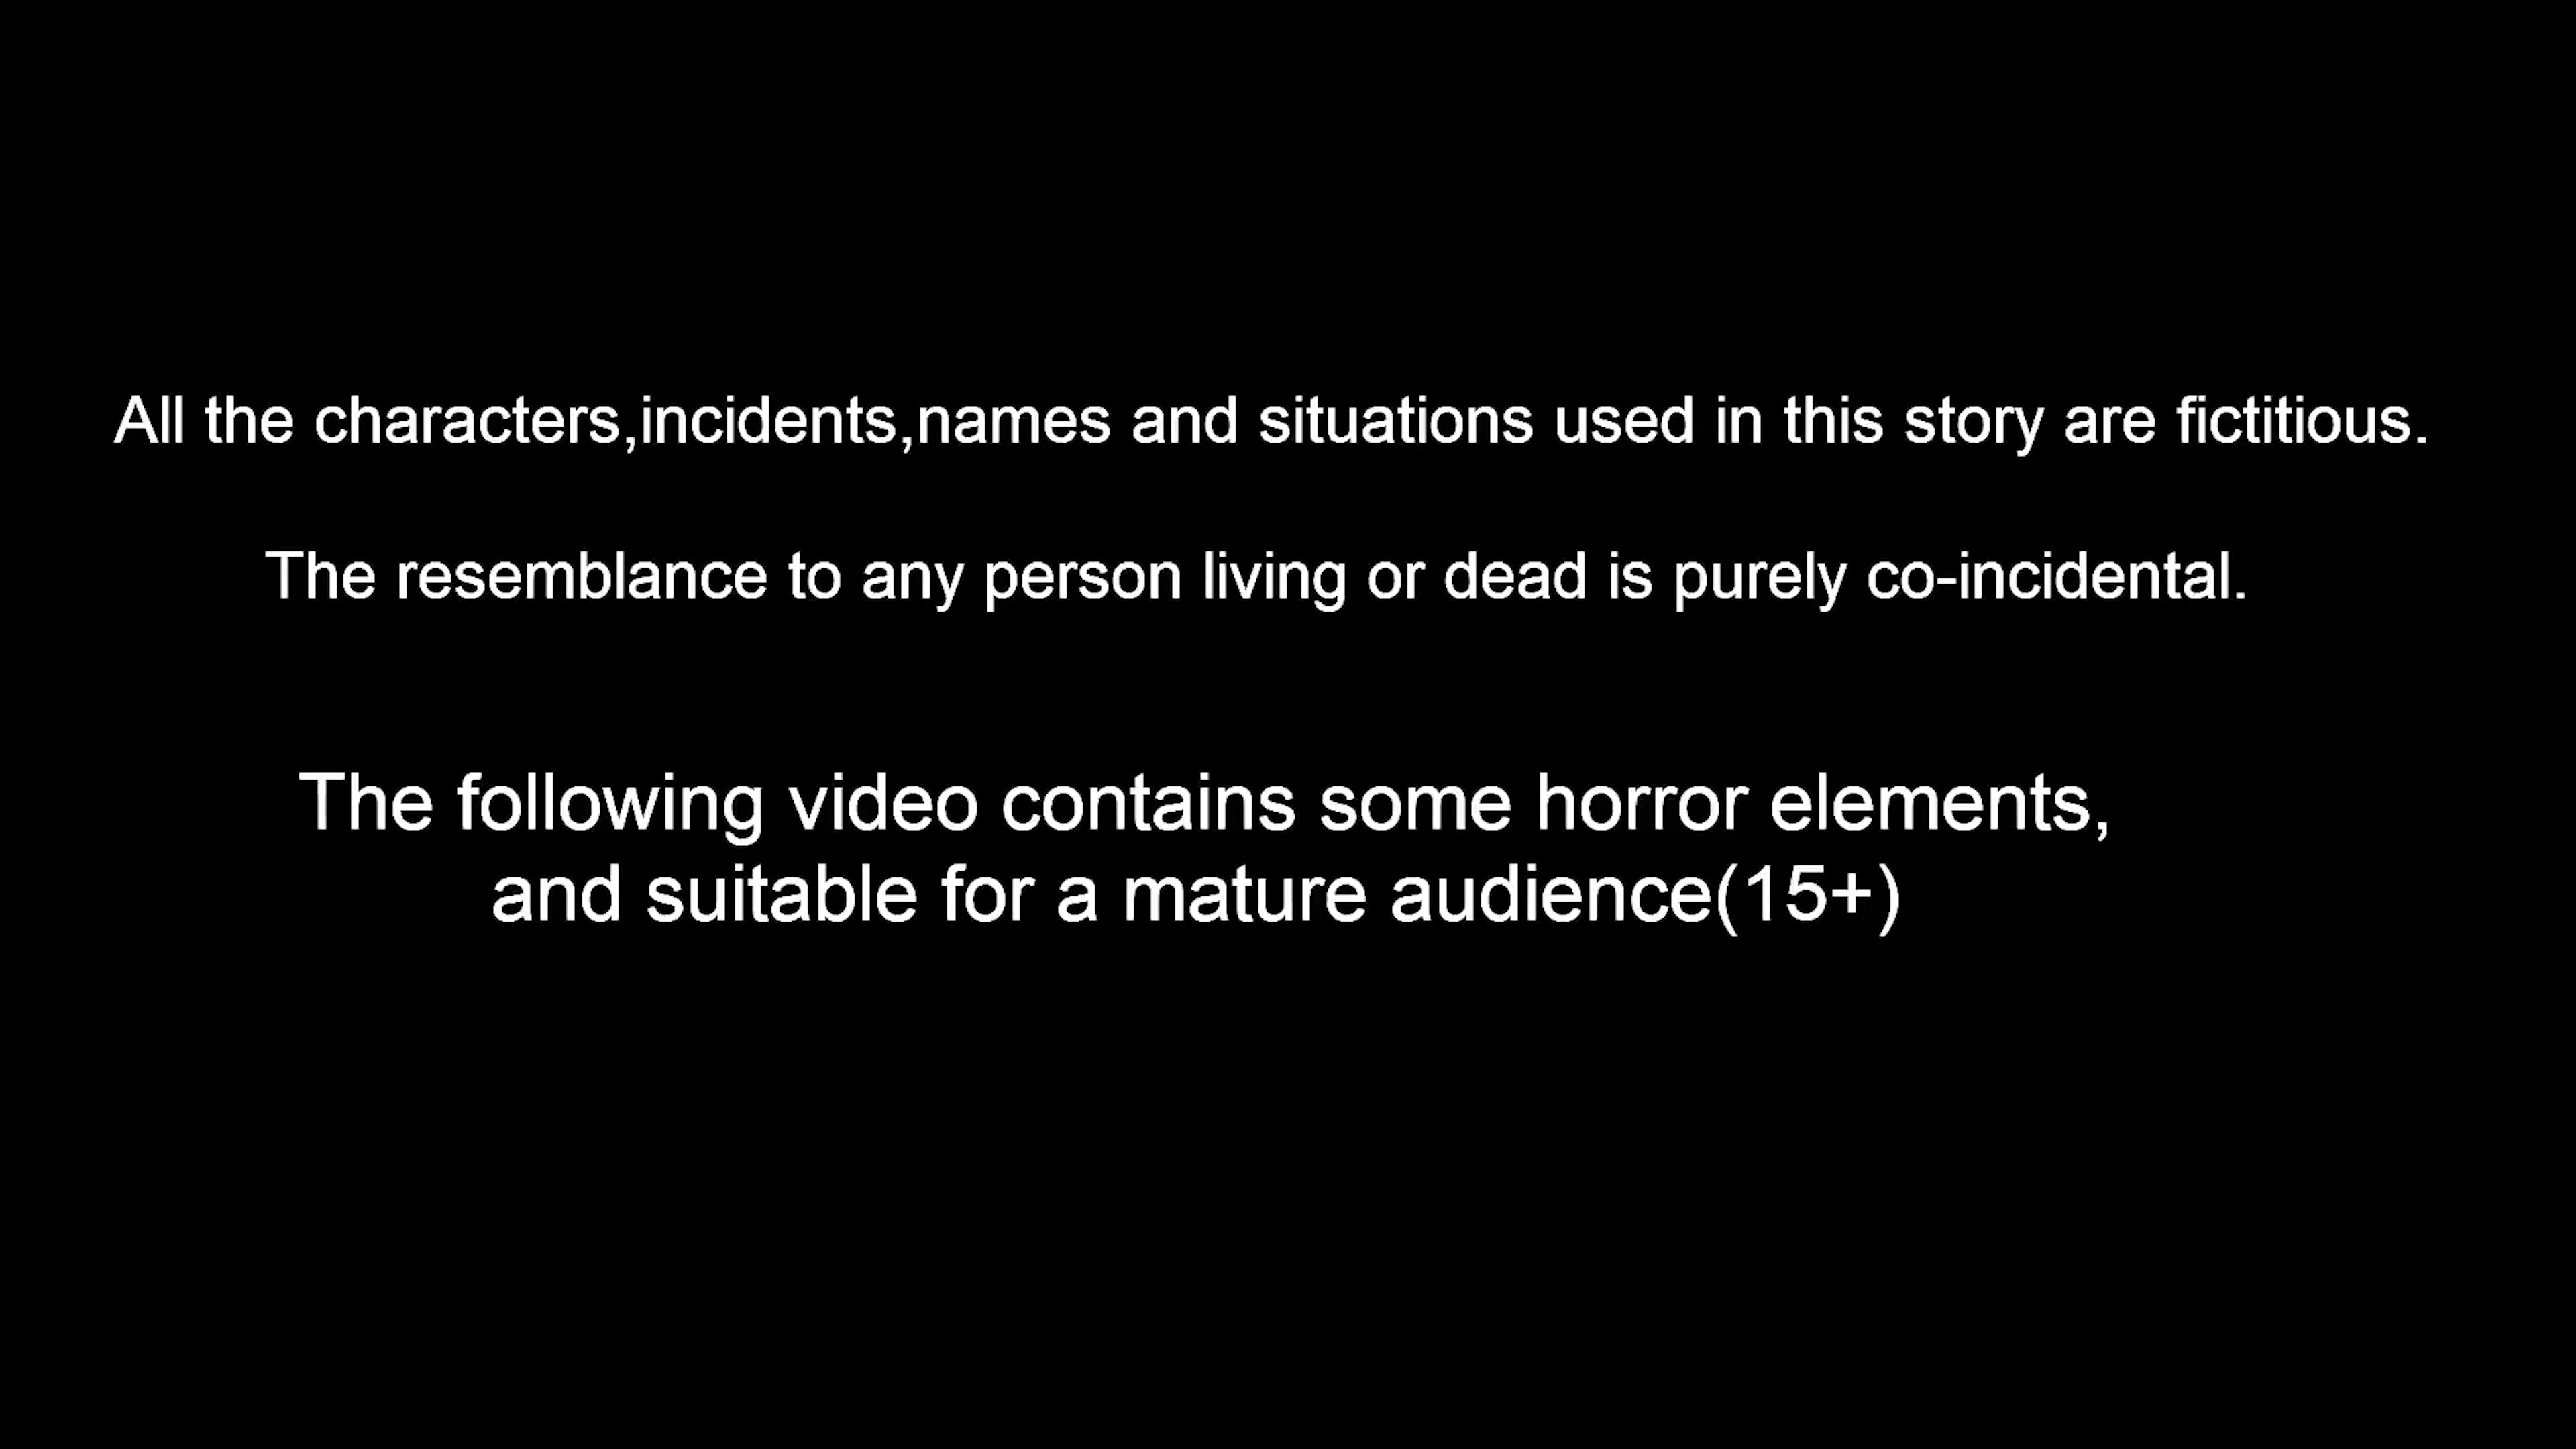 All the characters,incidents,names and situations used in this story are fictitious.
The resemblance to any person living or dead is purely co-incidental.
The following video contains some horror elements,
and suitable for a mature audience(15+)